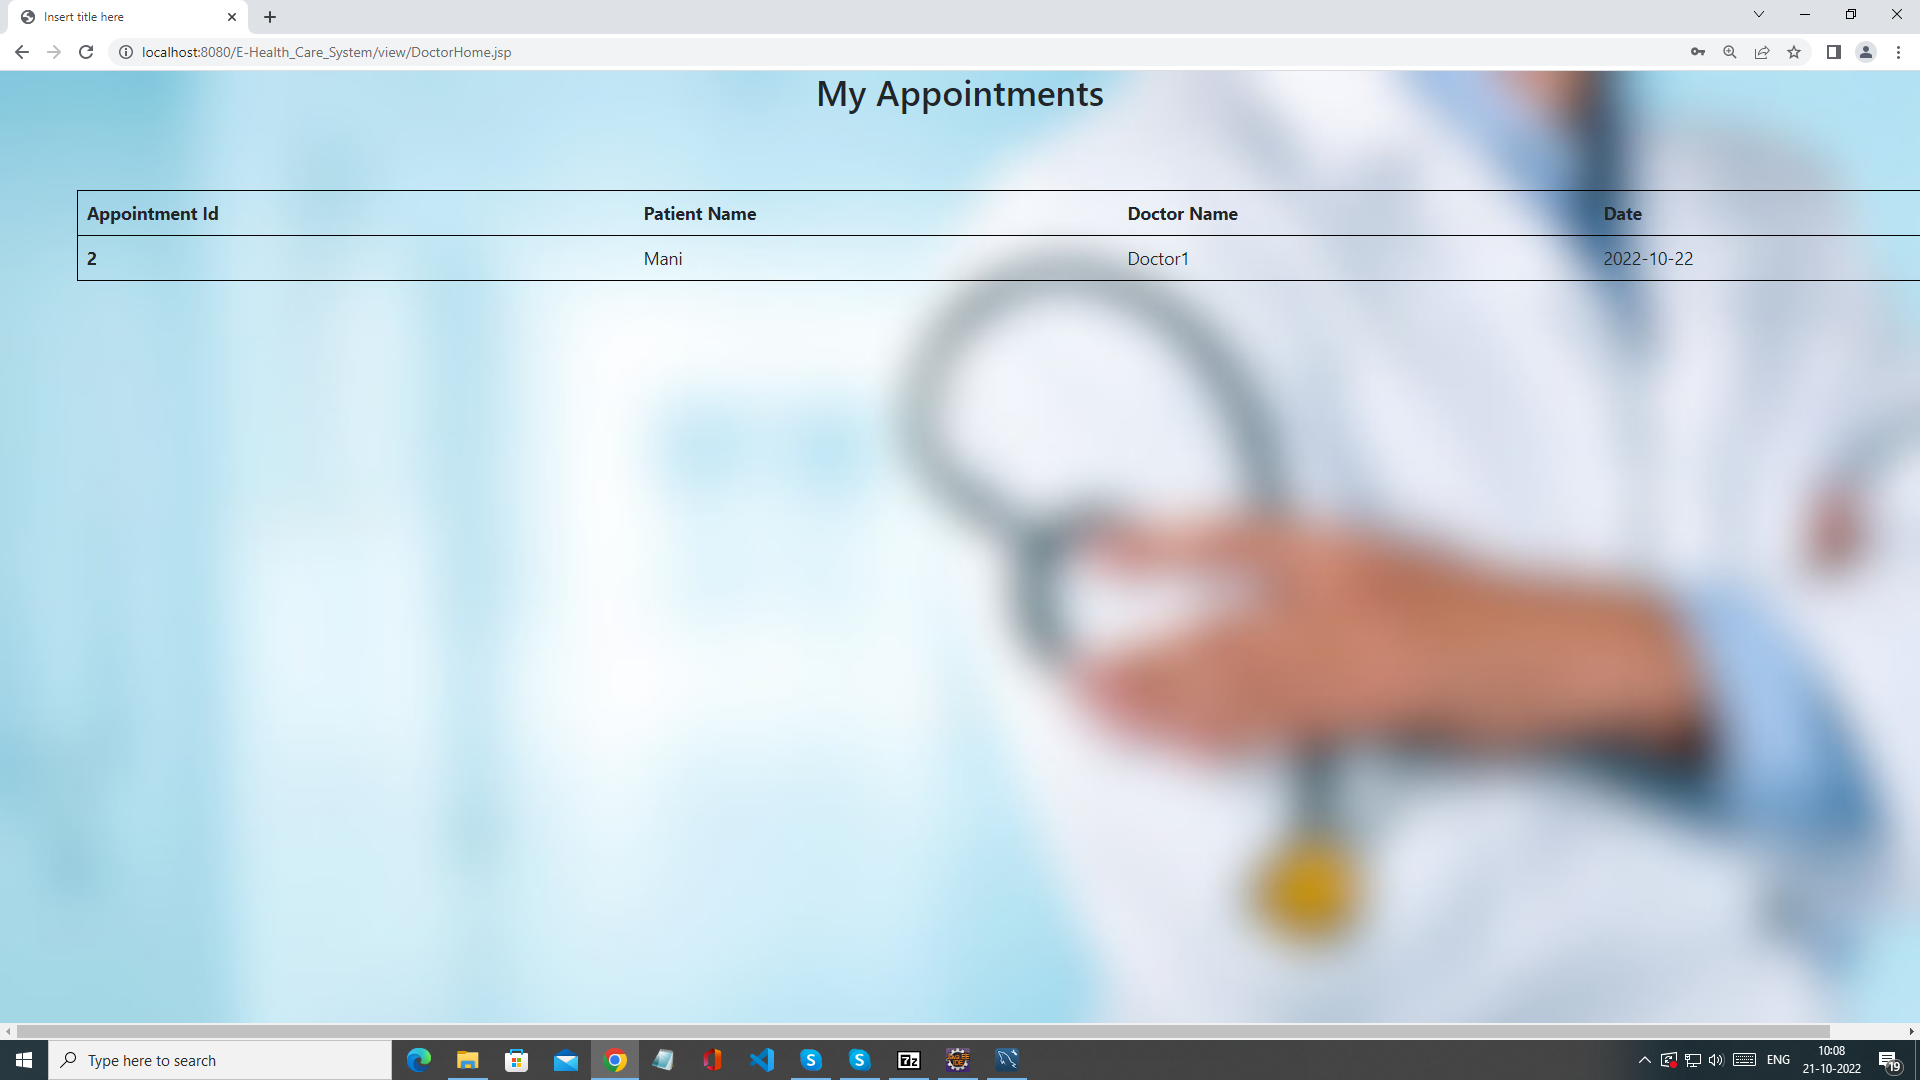 Insert title here
localhost:8080/E-Health_Care_System/view/DoctorHome.jsp
My Appointments
Appointment Id Patient Name Doctor Name Date
2 Mani Doctor1 2022-10-22
Type here to search
7z
ENG
10:08
21-10-2022
19